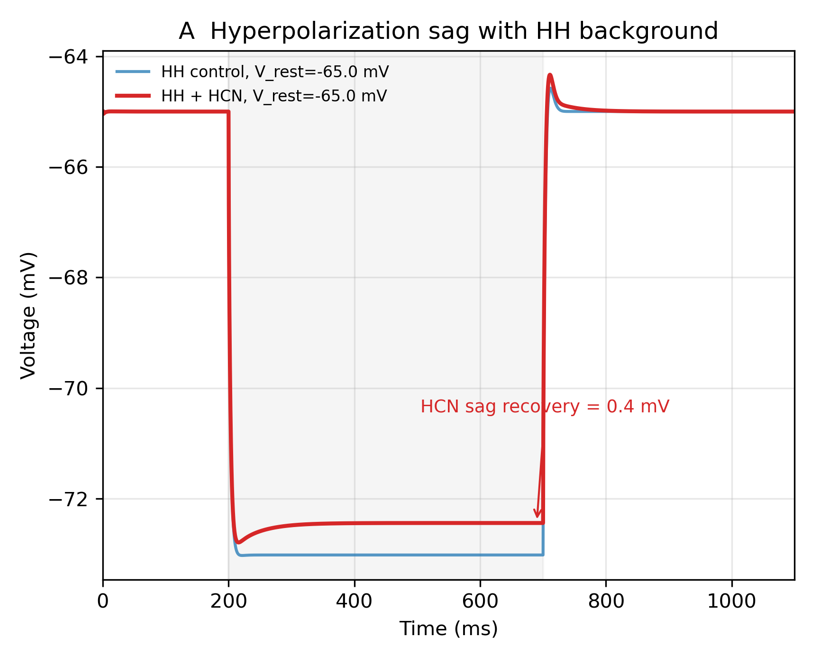 A  Hyperpolarization sag with HH background
−64
HH control, V_rest=-65.0 mV
HH + HCN, V_rest=-65.0 mV
−66
−68
Voltage (mV)
−70
HCN sag recovery = 0.4 mV
−72
0 200 400 600 800 1000
Time (ms)